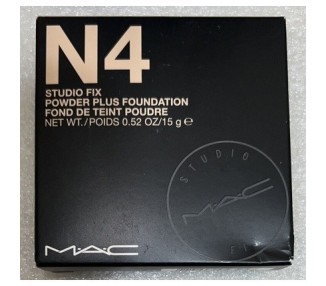 N4
STUDIO FIX
POWDER PLUS FOUNDATION
FOND DE TEINT POUDRE
NET WT./POIDS 0.52 OZ/15 g ℮
STUDIO
MAC
FIX
MAC